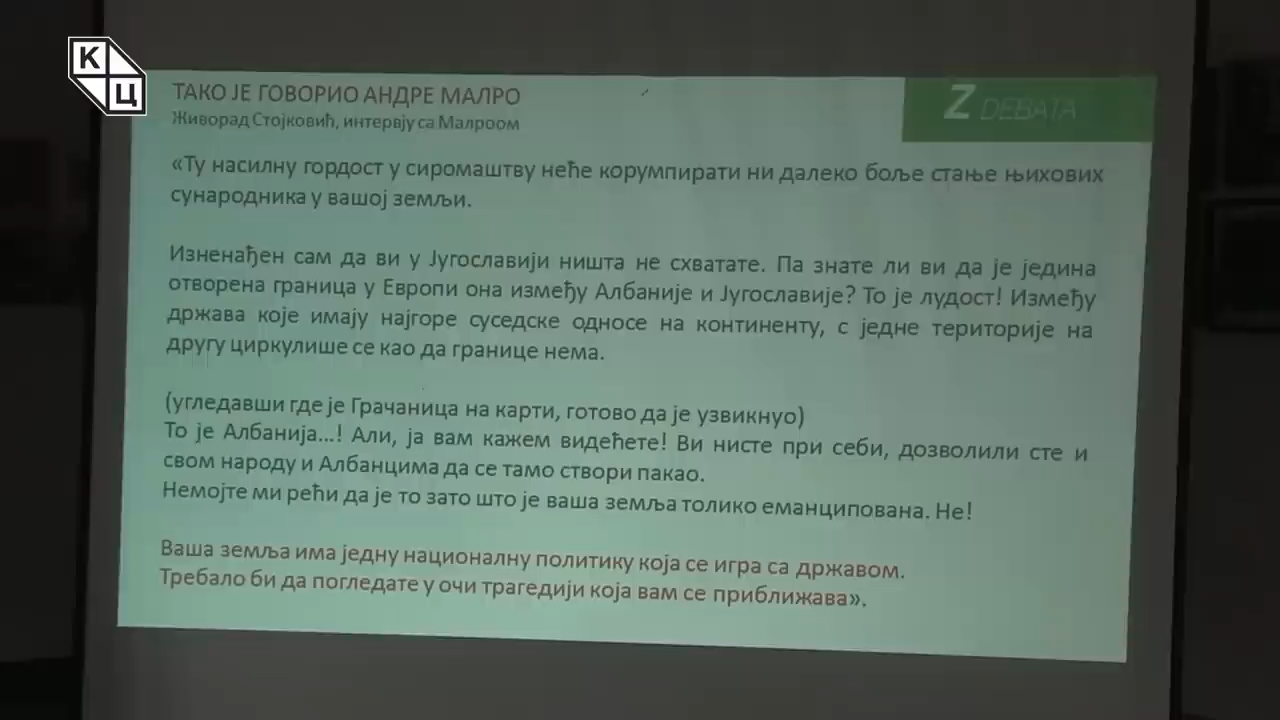 К
Ц
ТАКО ЈЕ ГОВОРИО АНДРЕ МАЛРО
Живорад Стојковић, интервју са Малроом
Z DEBATA
«Ту насилну гордост у сиромаштву неће корумпирати ни далеко боље стање њихових
сународника у вашој земљи.
Изненађен сам да ви у Југославији ништа не схватате. Па знате ли ви да је једина
отворена граница у Европи она између Албаније и Југославије? То је лудост! Између
држава које имају најгоре суседске односе на континенту, с једне територије на
другу циркулише се као да границе нема.
(угледавши где је Грачаница на карти, готово да је узвикнуо)
То је Албанија...! Али, ја вам кажем видећете! Ви нисте при себи, дозволили сте и
свом народу и Албанцима да се тамо створи пакао.
Немојте ми рећи да је то зато што је ваша земља толико еманципована. Не!
Ваша земља има једну националну политику која се игра са државом.
Требало би да погледате у очи трагедији која вам се приближава».